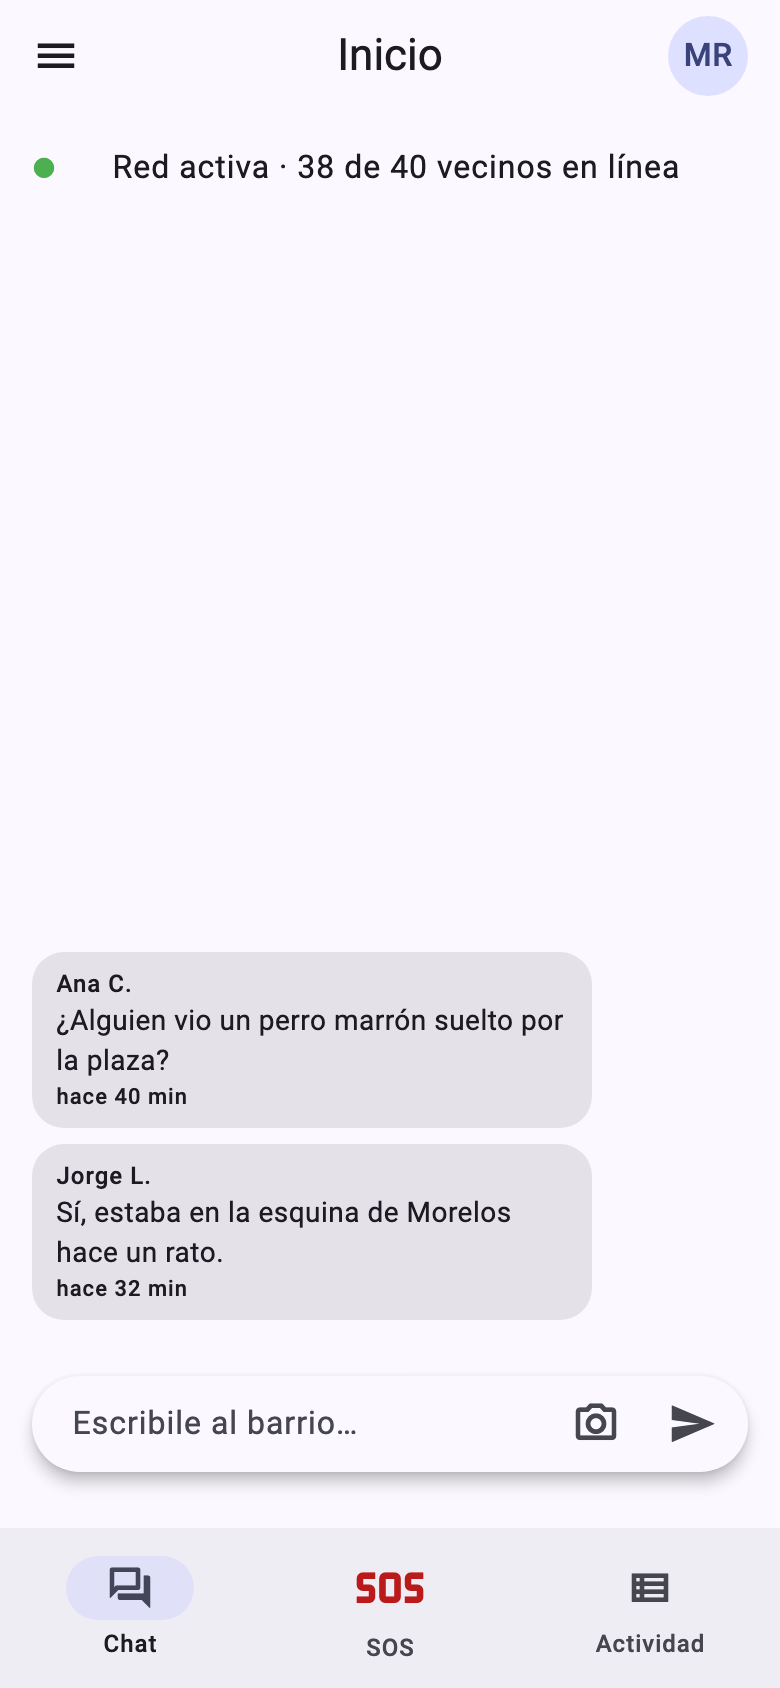 Inicio
MR
Red activa · 38 de 40 vecinos en línea
Ana C.
¿Alguien vio un perro marrón suelto por
la plaza?
hace 40 min
Jorge L.
Sí, estaba en la esquina de Morelos
hace un rato.
hace 32 min
Escribile al barrio…
SOS
Chat
SOS
Actividad